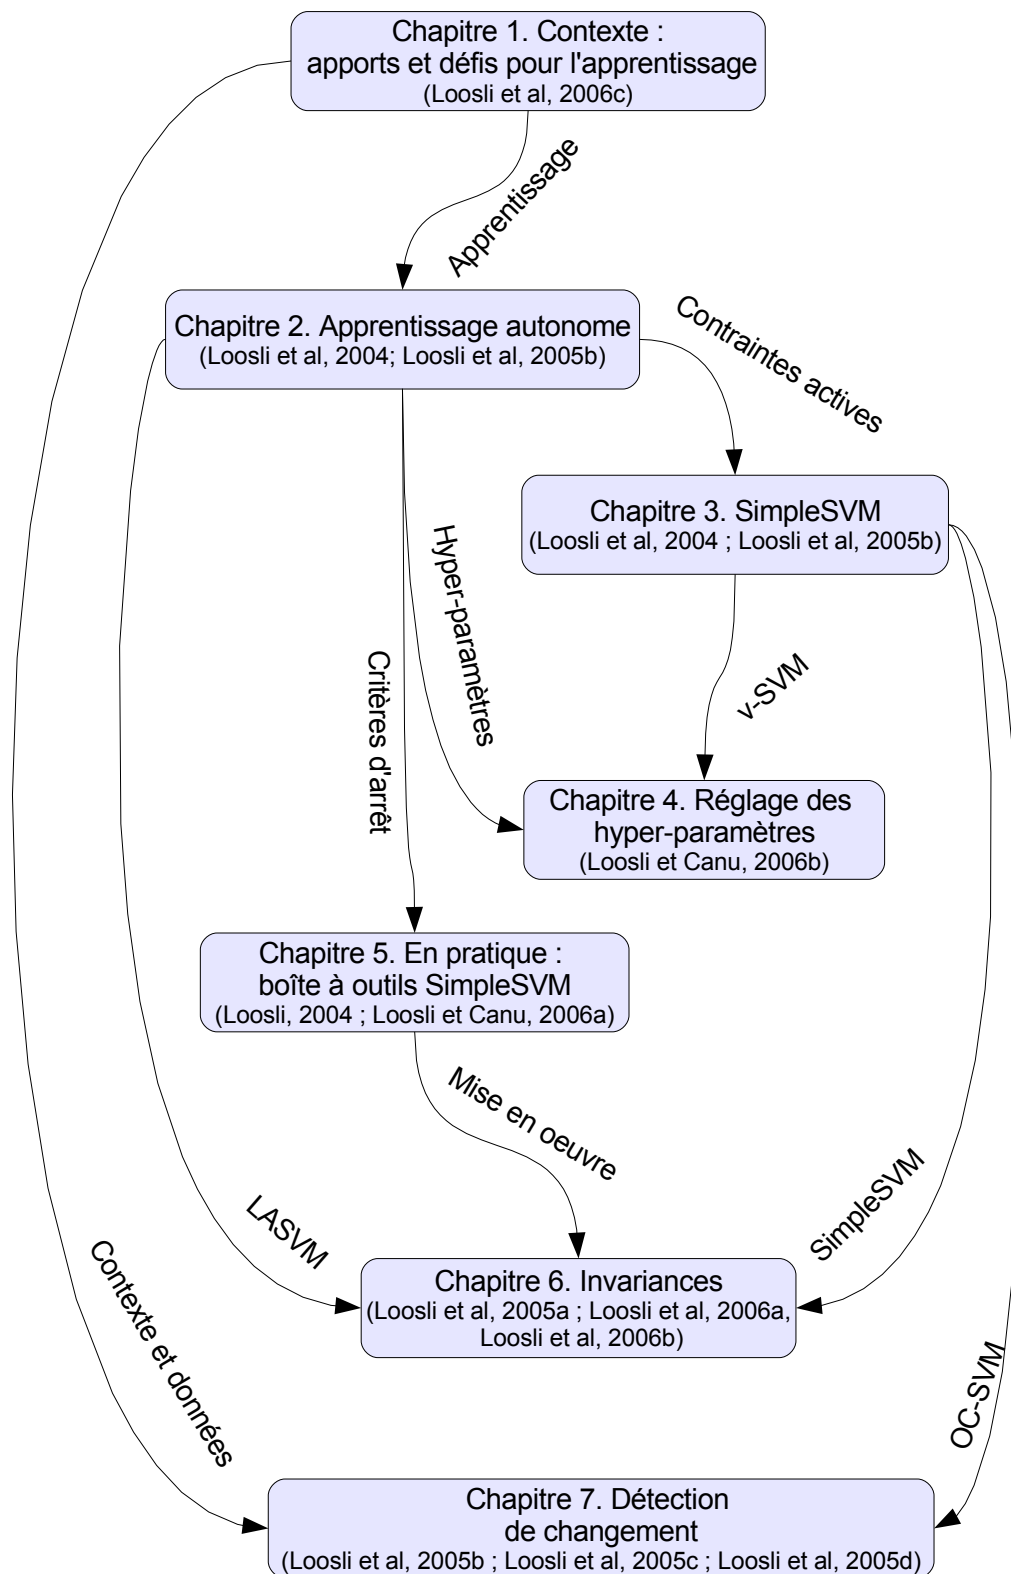 Chapitre 1. Contexte :
apports et défis pour l'apprentissage
(Loosli et al, 2006c)
Apprentissage
Chapitre 2. Apprentissage autonome
(Loosli et al, 2004; Loosli et al, 2005b)
Contraintes actives
Chapitre 3. SimpleSVM
(Loosli et al, 2004 ; Loosli et al, 2005b)
Hyper-paramètres
Critères d'arrêt
v-SVM
Chapitre 4. Réglage des
hyper-paramètres
(Loosli et Canu, 2006b)
Chapitre 5. En pratique :
boîte à outils SimpleSVM
(Loosli, 2004 ; Loosli et Canu, 2006a)
Mise en oeuvre
LASVM
SimpleSVM
Chapitre 6. Invariances
(Loosli et al, 2005a ; Loosli et al, 2006a,
Loosli et al, 2006b)
Contexte et données
OC-SVM
Chapitre 7. Détection
de changement
(Loosli et al, 2005b ; Loosli et al, 2005c ; Loosli et al, 2005d)